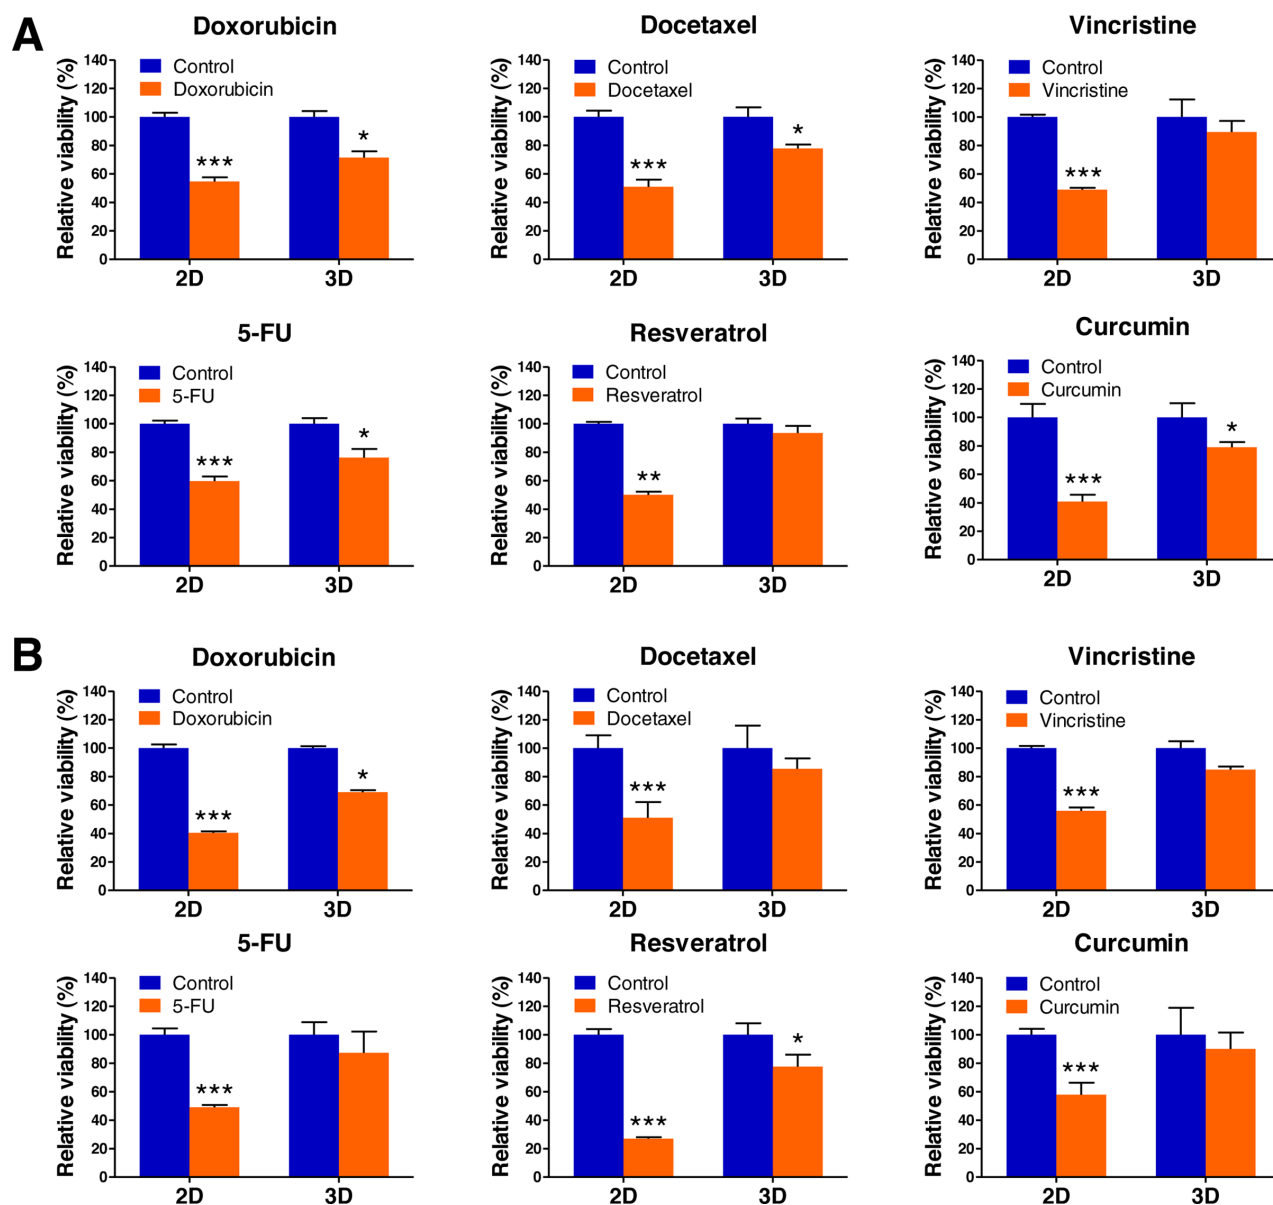 A
Doxorubicin
Relative viability (%)
140
120
100
80
60
40
20
0
Control
Doxorubicin
***
*
2D
3D
Docetaxel
Relative viability (%)
140
120
100
80
60
40
20
0
Control
Docetaxel
***
*
2D
3D
Vincristine
Relative viability (%)
140
120
100
80
60
40
20
0
Control
Vincristine
***
2D
3D
5-FU
Relative viability (%)
140
120
100
80
60
40
20
0
Control
5-FU
***
*
2D
3D
Resveratrol
Relative viability (%)
140
120
100
80
60
40
20
0
Control
Resveratrol
**
2D
3D
Curcumin
Relative viability (%)
140
120
100
80
60
40
20
0
Control
Curcumin
***
*
2D
3D
B
Doxorubicin
Relative viability (%)
140
120
100
80
60
40
20
0
Control
Doxorubicin
***
*
2D
3D
Docetaxel
Relative viability (%)
140
120
100
80
60
40
20
0
Control
Docetaxel
***
2D
3D
Vincristine
Relative viability (%)
140
120
100
80
60
40
20
0
Control
Vincristine
***
2D
3D
5-FU
Relative viability (%)
140
120
100
80
60
40
20
0
Control
5-FU
***
2D
3D
Resveratrol
Relative viability (%)
140
120
100
80
60
40
20
0
Control
Resveratrol
***
*
2D
3D
Curcumin
Relative viability (%)
140
120
100
80
60
40
20
0
Control
Curcumin
***
2D
3D